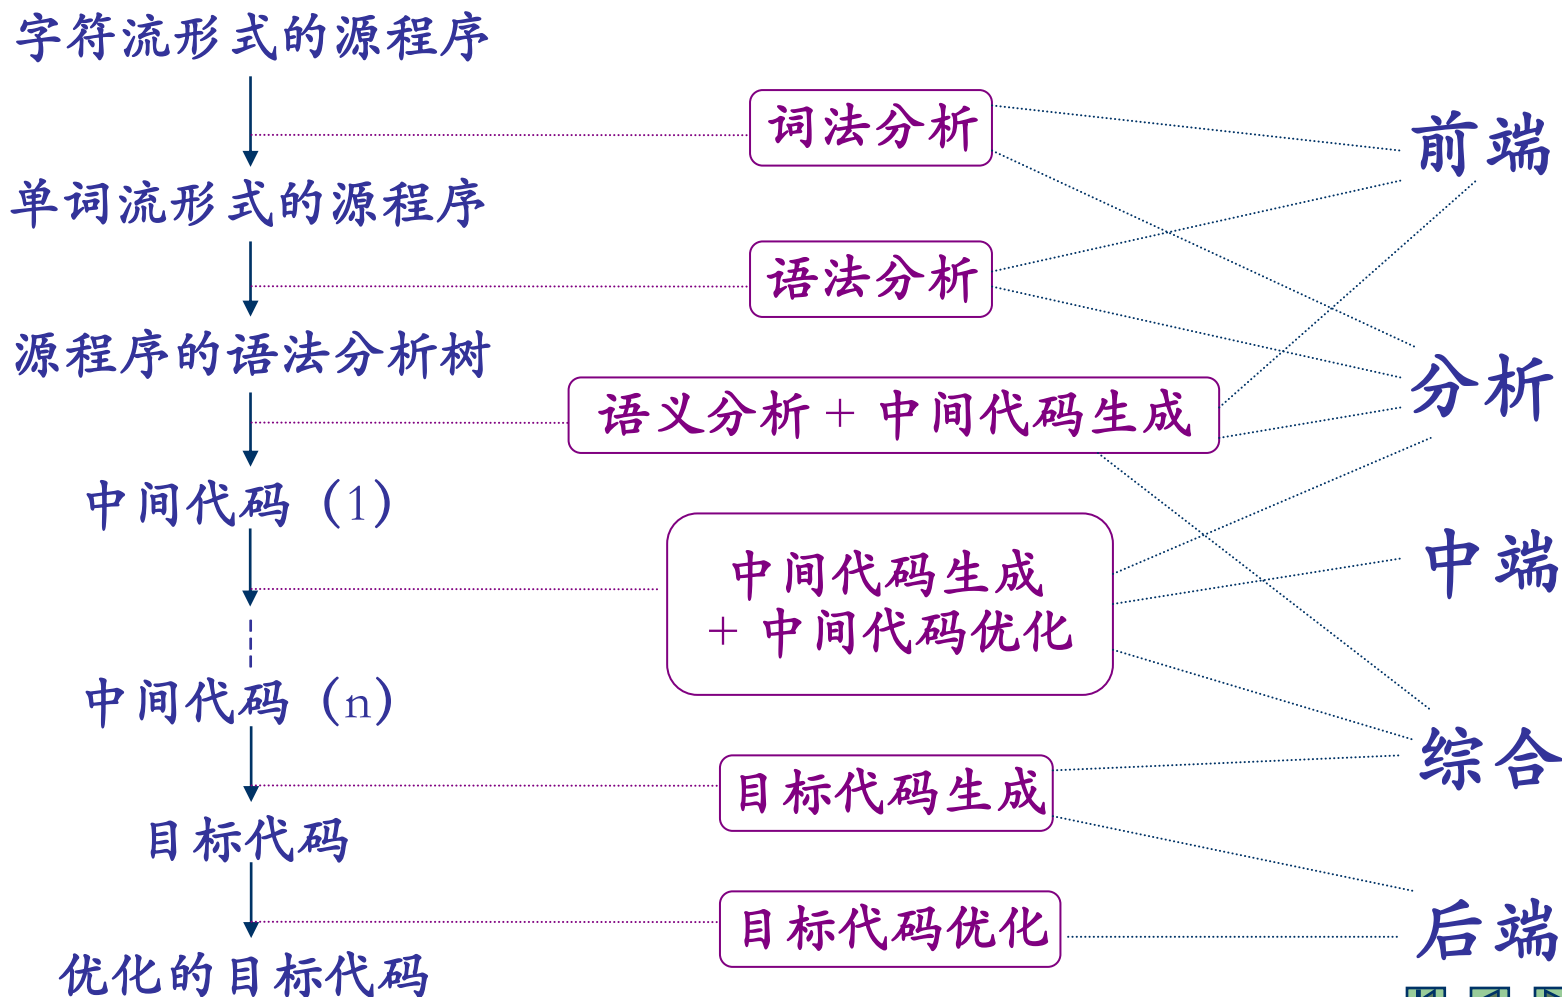 字符流形式的源程序
词法分析
前端
单词流形式的源程序
语法分析
源程序的语法分析树
分析
语义分析 + 中间代码生成
中间代码 (1)
中端
中间代码生成
+ 中间代码优化
中间代码 (n)
综合
目标代码生成
目标代码
目标代码优化
后端
优化的目标代码